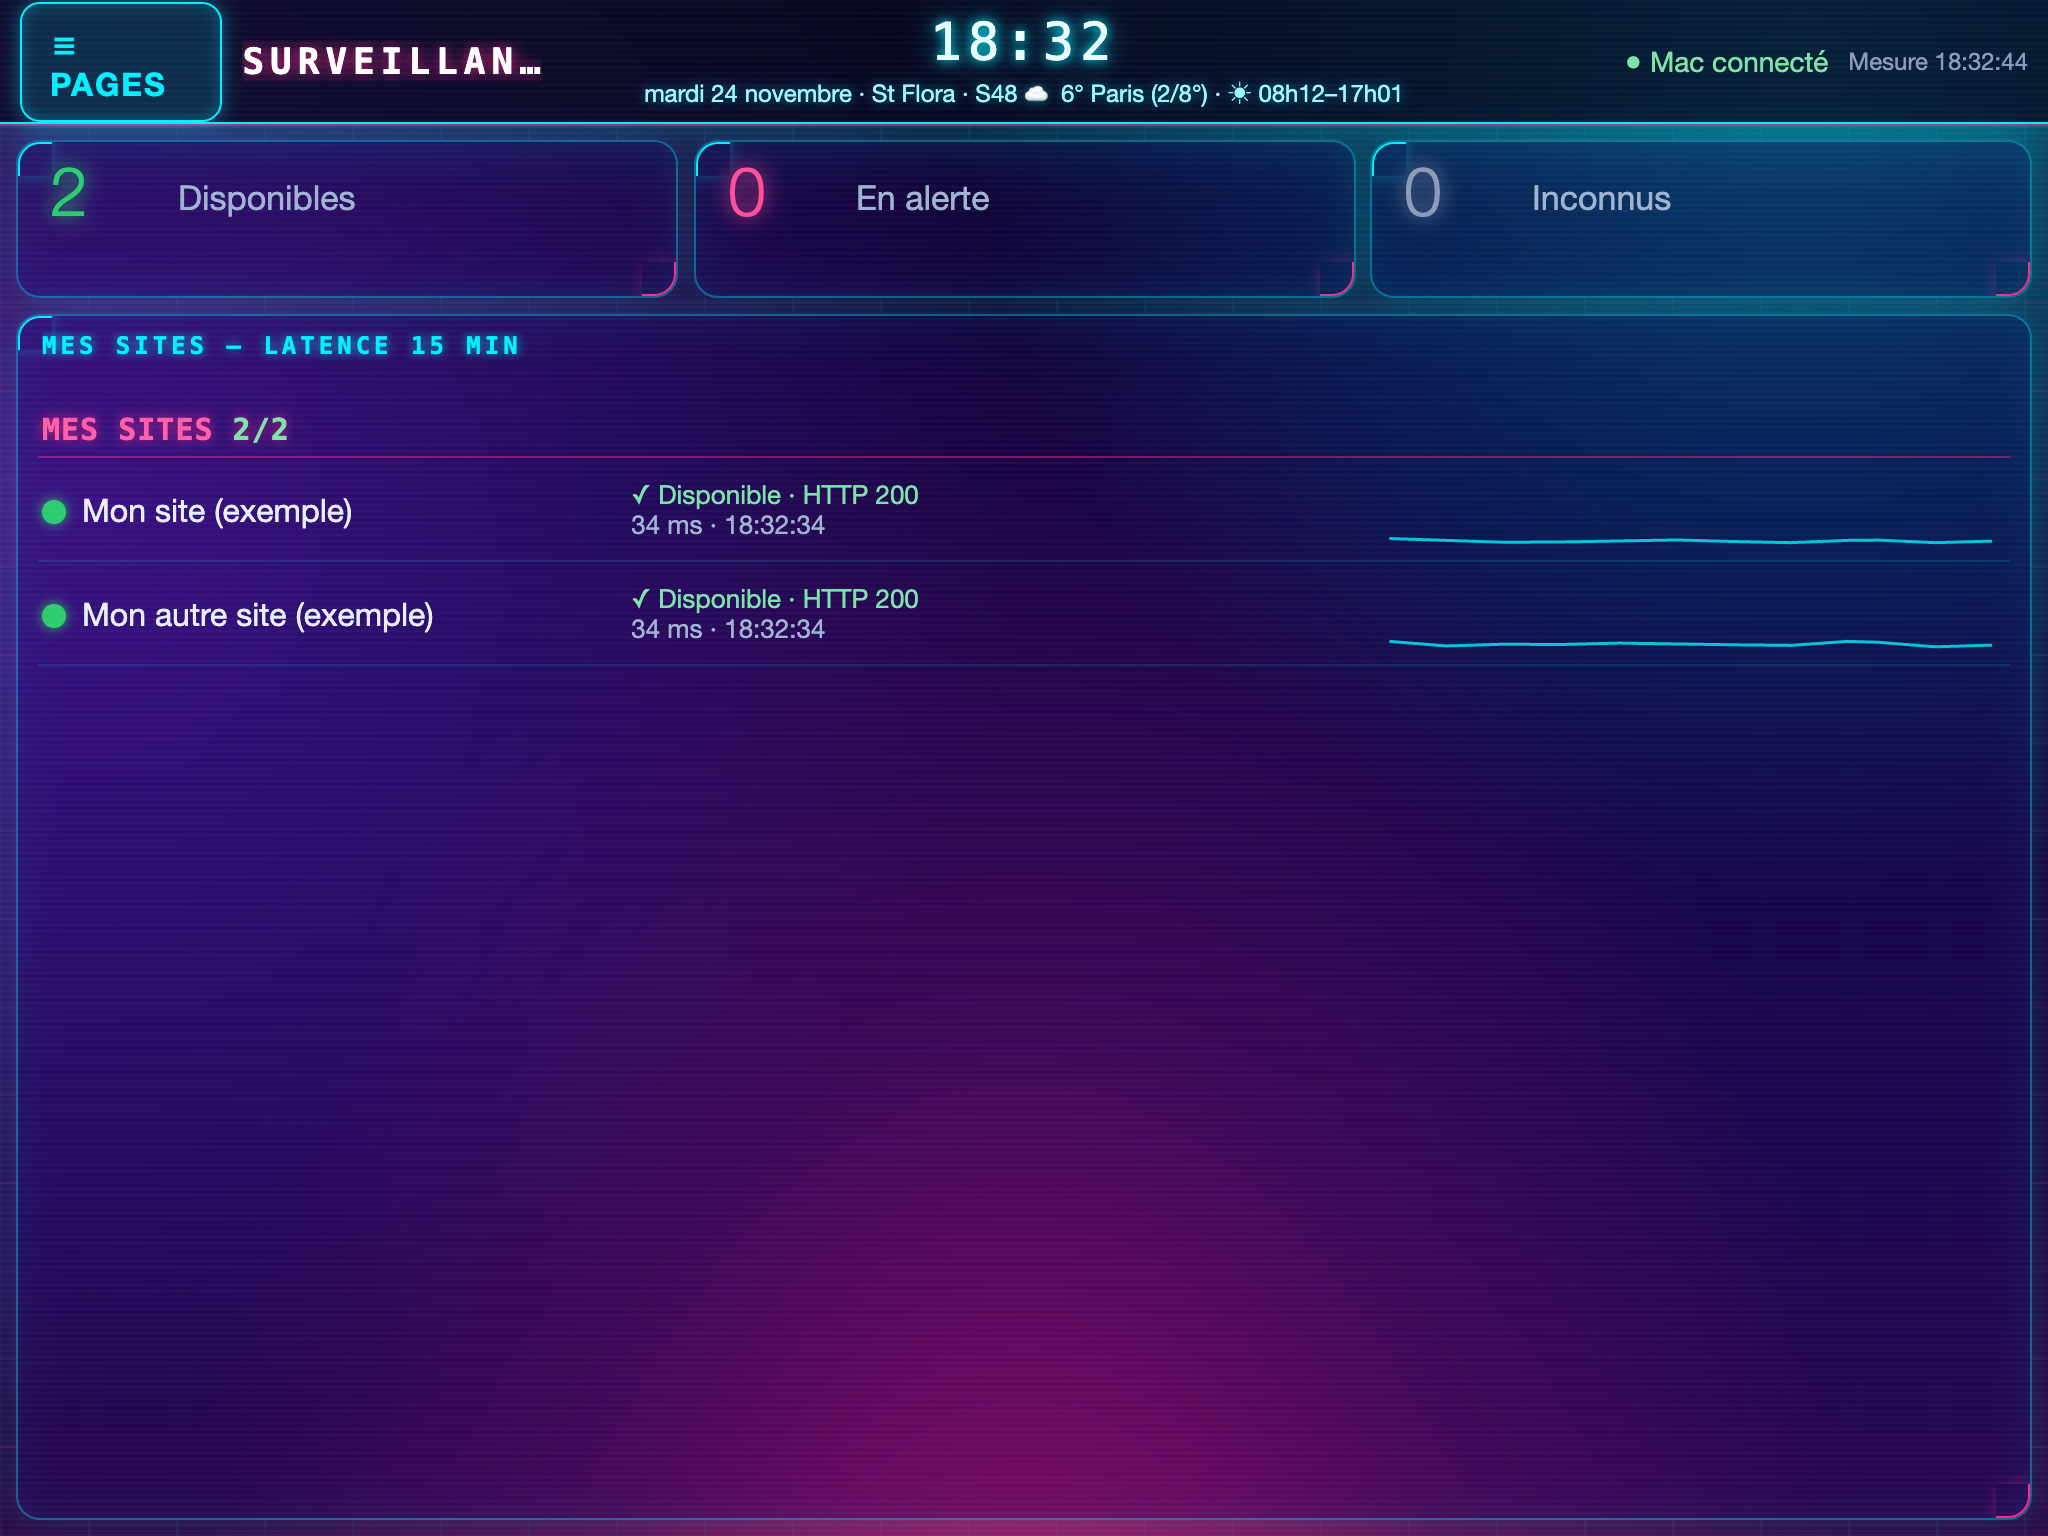 ≡
PAGES
SURVEILLAN…
18:32
mardi 24 novembre · St Flora · S48 ☁️ 6° Paris (2/8°) · ☀ 08h12–17h01
● Mac connecté Mesure 18:32:44
2 Disponibles
0 En alerte
0 Inconnus
MES SITES — LATENCE 15 MIN
MES SITES 2/2
Mon site (exemple)
✓ Disponible · HTTP 200
34 ms · 18:32:34
Mon autre site (exemple)
✓ Disponible · HTTP 200
34 ms · 18:32:34